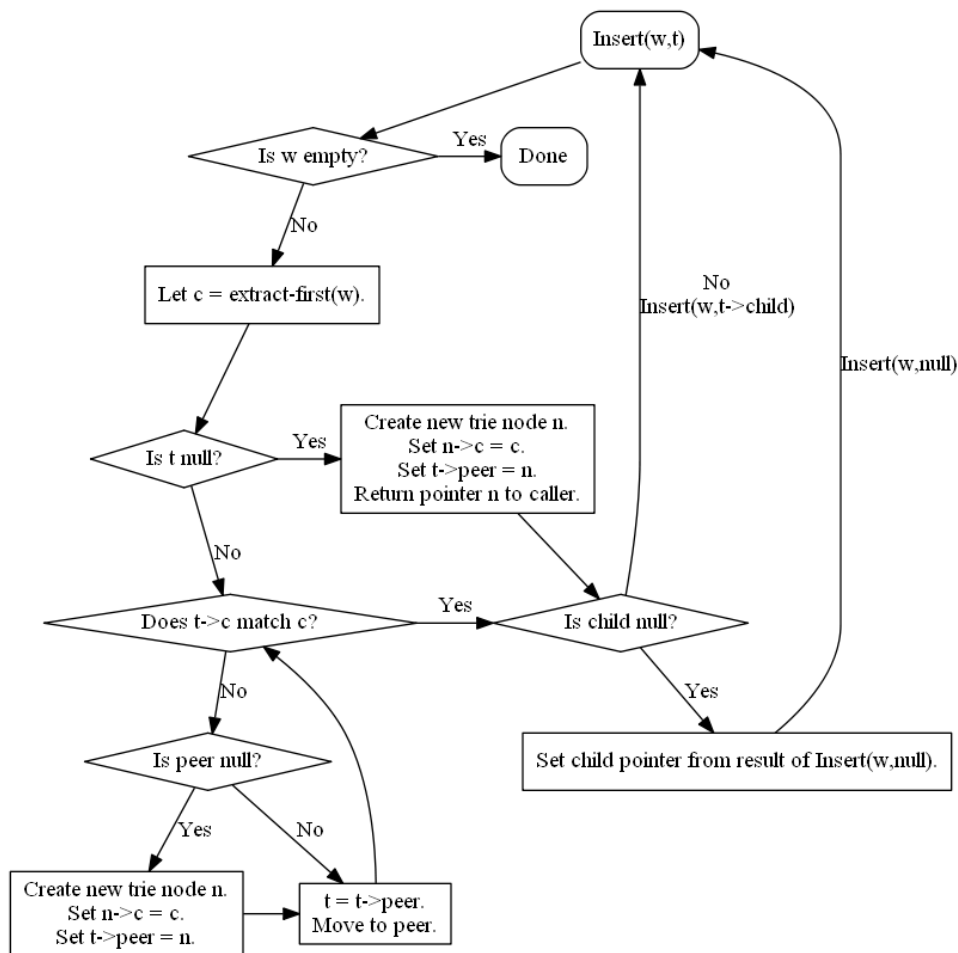 Insert(w,t)
Is w empty?
Yes
Done
No
Let c = extract-first(w).
No
Insert(w,t->child)
Insert(w,null)
Is t null?
Yes
Create new trie node n.
Set n->c = c.
Set t->peer = n.
Return pointer n to caller.
No
Does t->c match c?
Yes
Is child null?
No
Yes
Is peer null?
Set child pointer from result of Insert(w,null).
Yes
No
Create new trie node n.
Set n->c = c.
Set t->peer = n.
t = t->peer.
Move to peer.